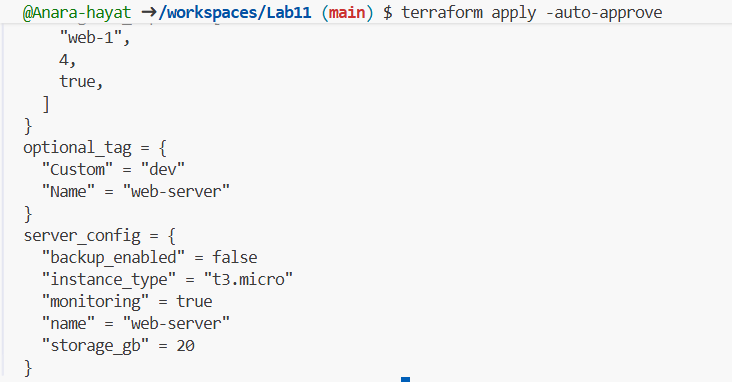 @Anara-hayat ➜/workspaces/Lab11 (main) $ terraform apply -auto-approve
"web-1",
4,
true,
]
}
optional_tag = {
"Custom" = "dev"
"Name" = "web-server"
}
server_config = {
"backup_enabled" = false
"instance_type" = "t3.micro"
"monitoring" = true
"name" = "web-server"
"storage_gb" = 20
}